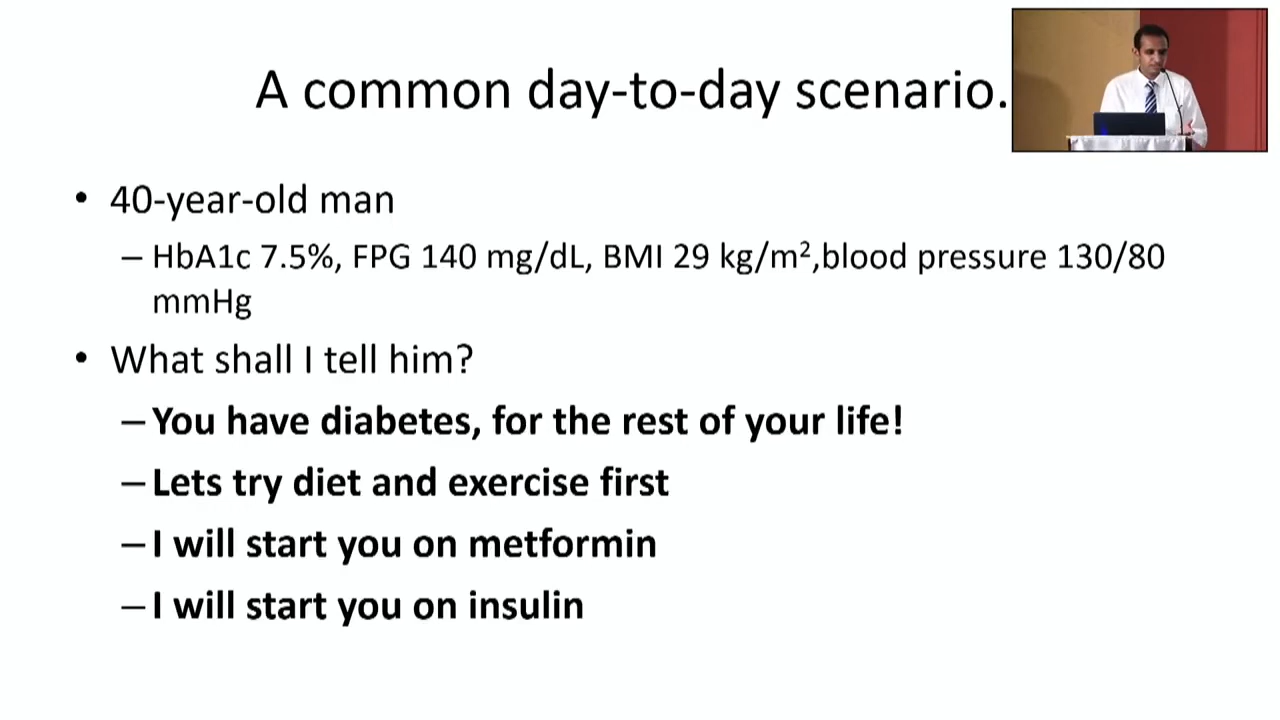 A common day-to-day scenario.
• 40-year-old man
– HbA1c 7.5%, FPG 140 mg/dL, BMI 29 kg/m²,blood pressure 130/80
mmHg
• What shall I tell him?
– You have diabetes, for the rest of your life!
– Lets try diet and exercise first
– I will start you on metformin
– I will start you on insulin